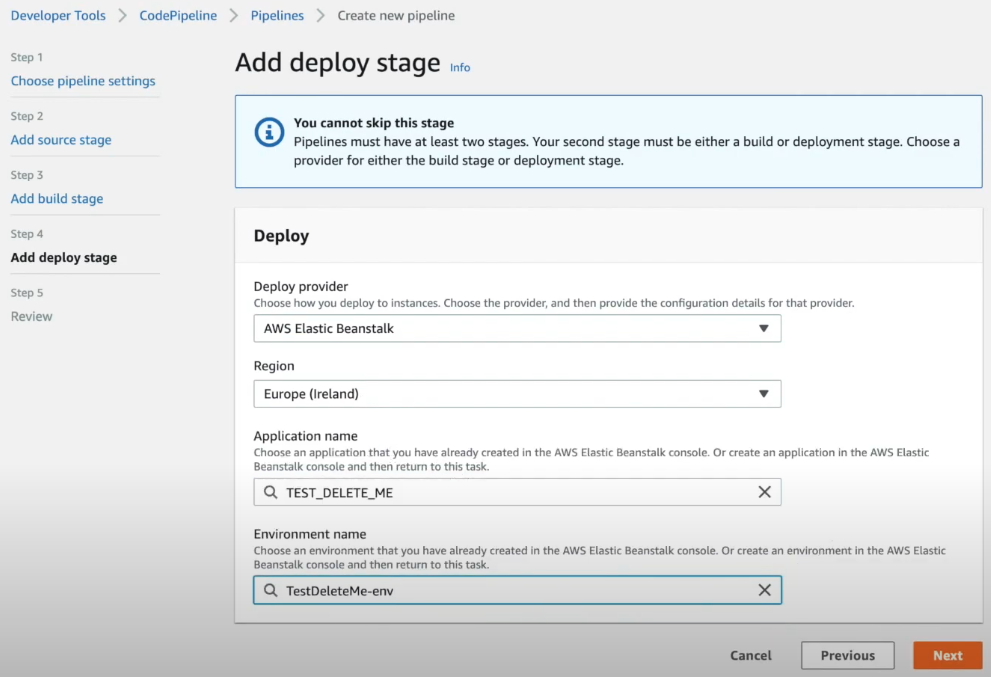 Developer Tools > CodePipeline > Pipelines > Create new pipeline
Step 1
Choose pipeline settings
Step 2
Add source stage
Step 3
Add build stage
Step 4
Add deploy stage
Step 5
Review
Add deploy stage Info
You cannot skip this stage
Pipelines must have at least two stages. Your second stage must be either a build or deployment stage. Choose a
provider for either the build stage or deployment stage.
Deploy
Deploy provider
Choose how you deploy to instances. Choose the provider, and then provide the configuration details for that provider.
AWS Elastic Beanstalk
Region
Europe (Ireland)
Application name
Choose an application that you have already created in the AWS Elastic Beanstalk console. Or create an application in the AWS Elastic
Beanstalk console and then return to this task.
TEST_DELETE_ME
Environment name
Choose an environment that you have already created in the AWS Elastic Beanstalk console. Or create an environment in the AWS Elastic
Beanstalk console and then return to this task.
TestDeleteMe-env
Cancel Previous Next